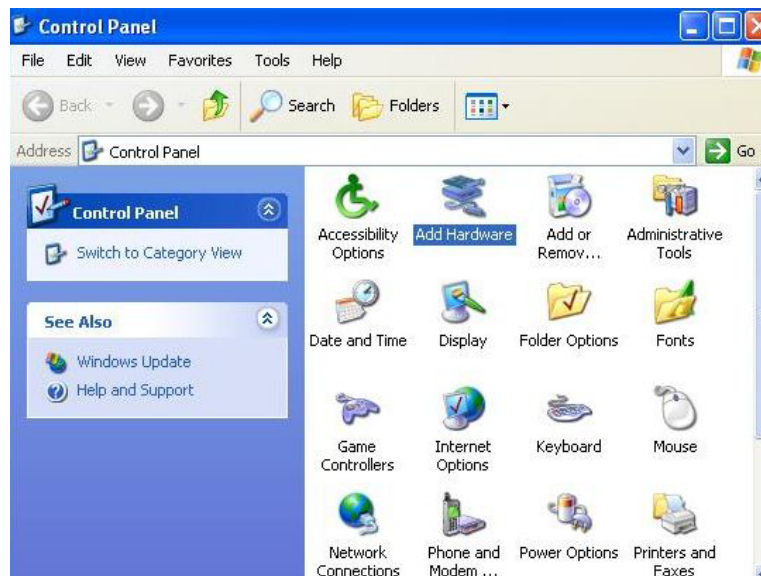 Control Panel
File Edit View Favorites Tools Help
Back Search Folders
Address Control Panel Go
Control Panel
Switch to Category View
See Also
Windows Update
Help and Support
Accessibility
Options
Add Hardware
Add or
Remov...
Administrative
Tools
Date and Time
Display
Folder Options
Fonts
Game
Controllers
Internet
Options
Keyboard
Mouse
Network
Connections
Phone and
Modem ...
Power Options
Printers and
Faxes